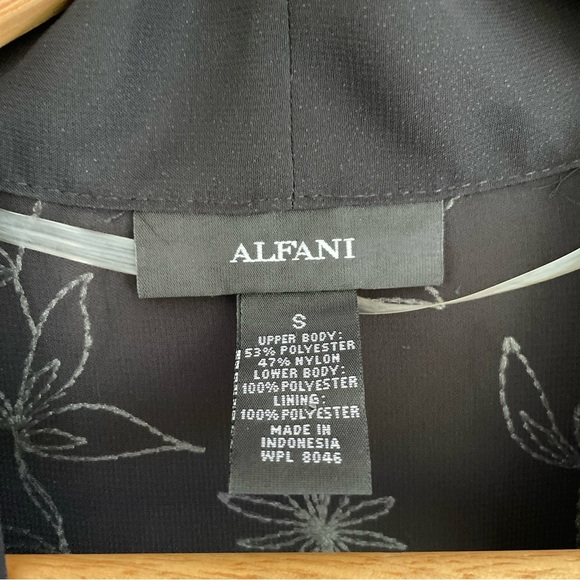 ALFANI
S
UPPER BODY:
53% POLYESTER
47% NYLON
LOWER BODY:
100% POLYESTER
LINING:
100% POLYESTER
MADE IN
INDONESIA
WPL 8046